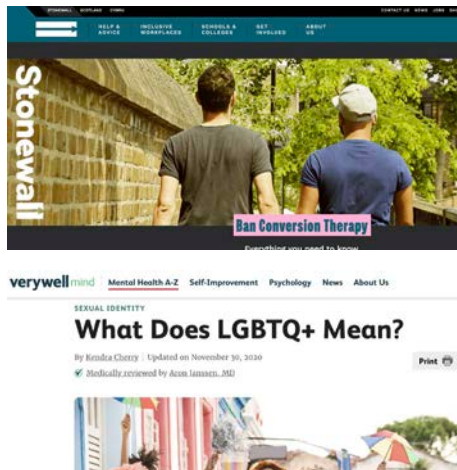 STONEWALL SCOTLAND CYMRU CONTACT US NEWS JOBS
HELP & ADVICE
INCLUSIVE WORKPLACES
SCHOOLS & COLLEGES
GET INVOLVED
ABOUT US
Stonewall
Ban Conversion Therapy
Everything you need to know
verywell mind Mental Health A-Z Self-Improvement Psychology News About Us
SEXUAL IDENTITY
What Does LGBTQ+ Mean?
By Kendra Cherry | Updated on November 30, 2020
Print
Medically reviewed by Aron Janssen, MD